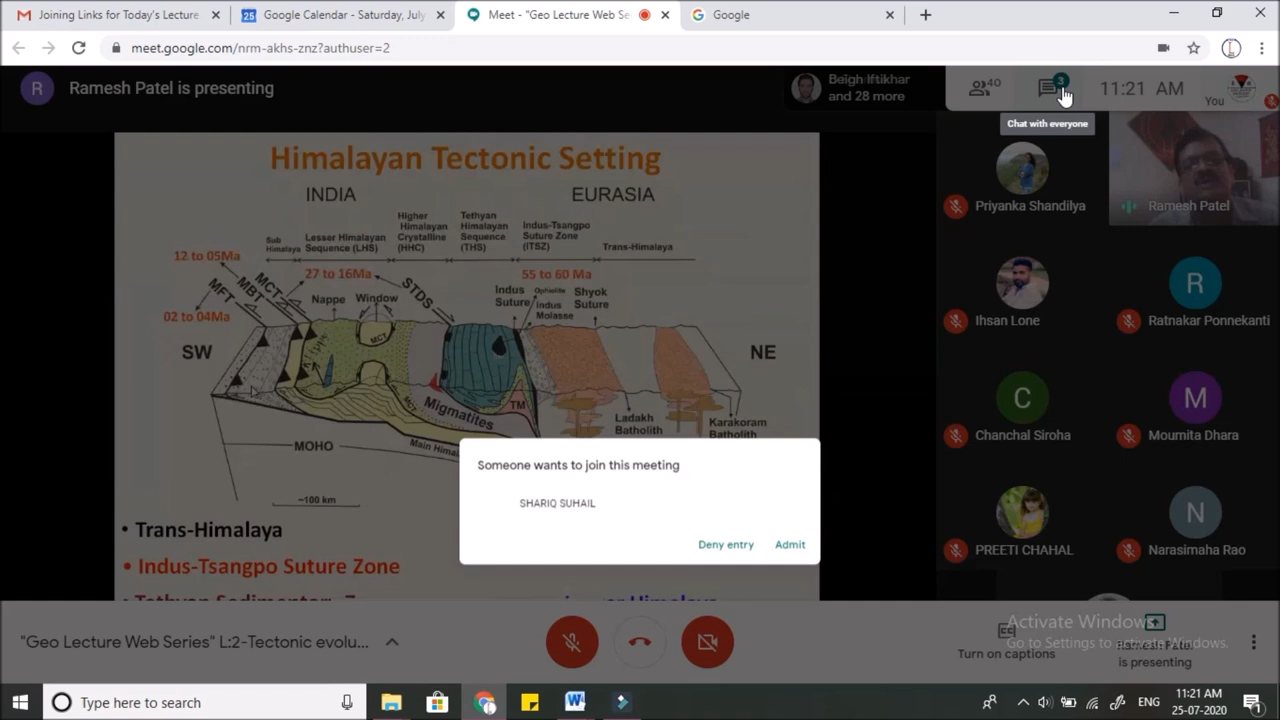 Joining Links for Today's Lecture
Google Calendar - Saturday, July
Meet - "Geo Lecture Web Se
Google
meet.google.com/nrm-akhs-znz?authuser=2
R
Ramesh Patel is presenting
Beigh Iftikhar
and 28 more
40
3
11:21 AM
You
Chat with everyone
Himalayan Tectonic Setting
INDIA
EURASIA
Sub
Himalaya
Lesser Himalayan
Sequence (LHS)
Higher
Himalayan
Crystalline
(HHC)
Tethyan
Himalayan
Sequence
(THS)
Indus-Tsangpo
Suture Zone
(ITSZ)
Trans-Himalaya
12 to 05Ma
27 to 16Ma
55 to 60 Ma
MFT
MBT
MCT
Nappe
Window
STDS
Indus
Suture
Ophiolite
Indus
Molasse
Shyok
Suture
02 to 04Ma
SW
NE
MCT
MCT
Migmatites
TM
Ladakh
Batholith
Karakoram
Batholith
MOHO
Main Hima
~100 km
• Trans-Himalaya
• Indus-Tsangpo Suture Zone
Someone wants to join this meeting
SHARIQ SUHAIL
Deny entry
Admit
Priyanka Shandilya
Ramesh Patel
Ihsan Lone
R
Ratnakar Ponnekanti
C
Chanchal Siroha
M
Moumita Dhara
PREETI CHAHAL
N
Narasimaha Rao
"Geo Lecture Web Series" L:2-Tectonic evolu...
Turn on captions
Ramesh Patel
is presenting
Activate Windows
Go to Settings to activate Windows.
Type here to search
ENG
11:21 AM
25-07-2020
1